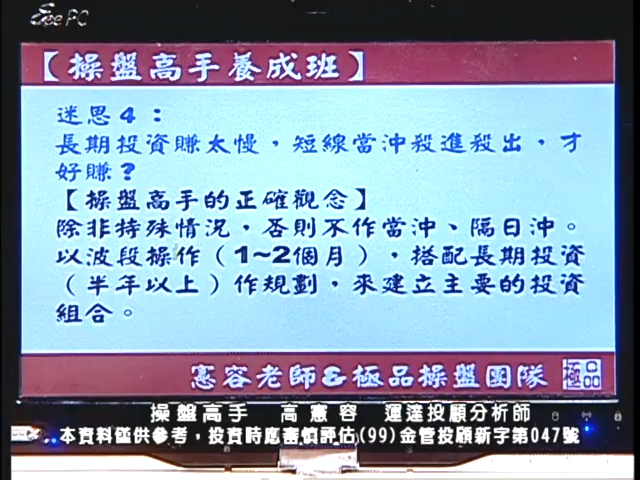 Eee PC
【操盤高手養成班】
迷思4：
長期投資賺太慢，短線當沖殺進殺出，才
好賺？
【操盤高手的正確觀念】
除非特殊情況，否則不作當沖、隔日沖。
以波段操作（1~2個月），搭配長期投資
（半年以上）作規劃，來建立主要的投資
組合。
憲容老師&極品操盤團隊 極品
操盤高手 高憲容 運達投顧分析師
本資料僅供參考，投資時應審慎評估(99)金管投顧新字第047號